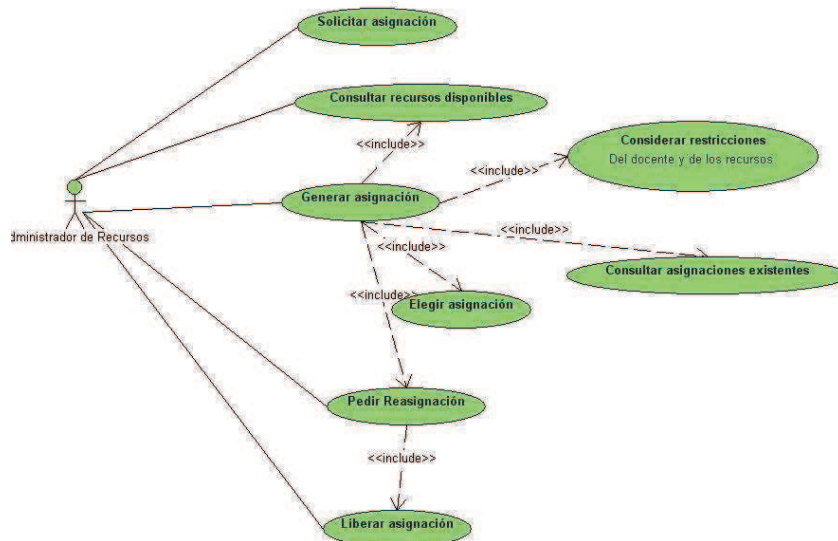 Solicitar asignación
Consultar recursos disponibles
<<include>>
Considerar restricciones
Del docente y de los recursos
<<include>>
Generar asignación
dministrador de Recursos
<<include>>
<<include>>
Consultar asignaciones existentes
<<include>>
Elegir asignación
Pedir Reasignación
<<include>>
Liberar asignación